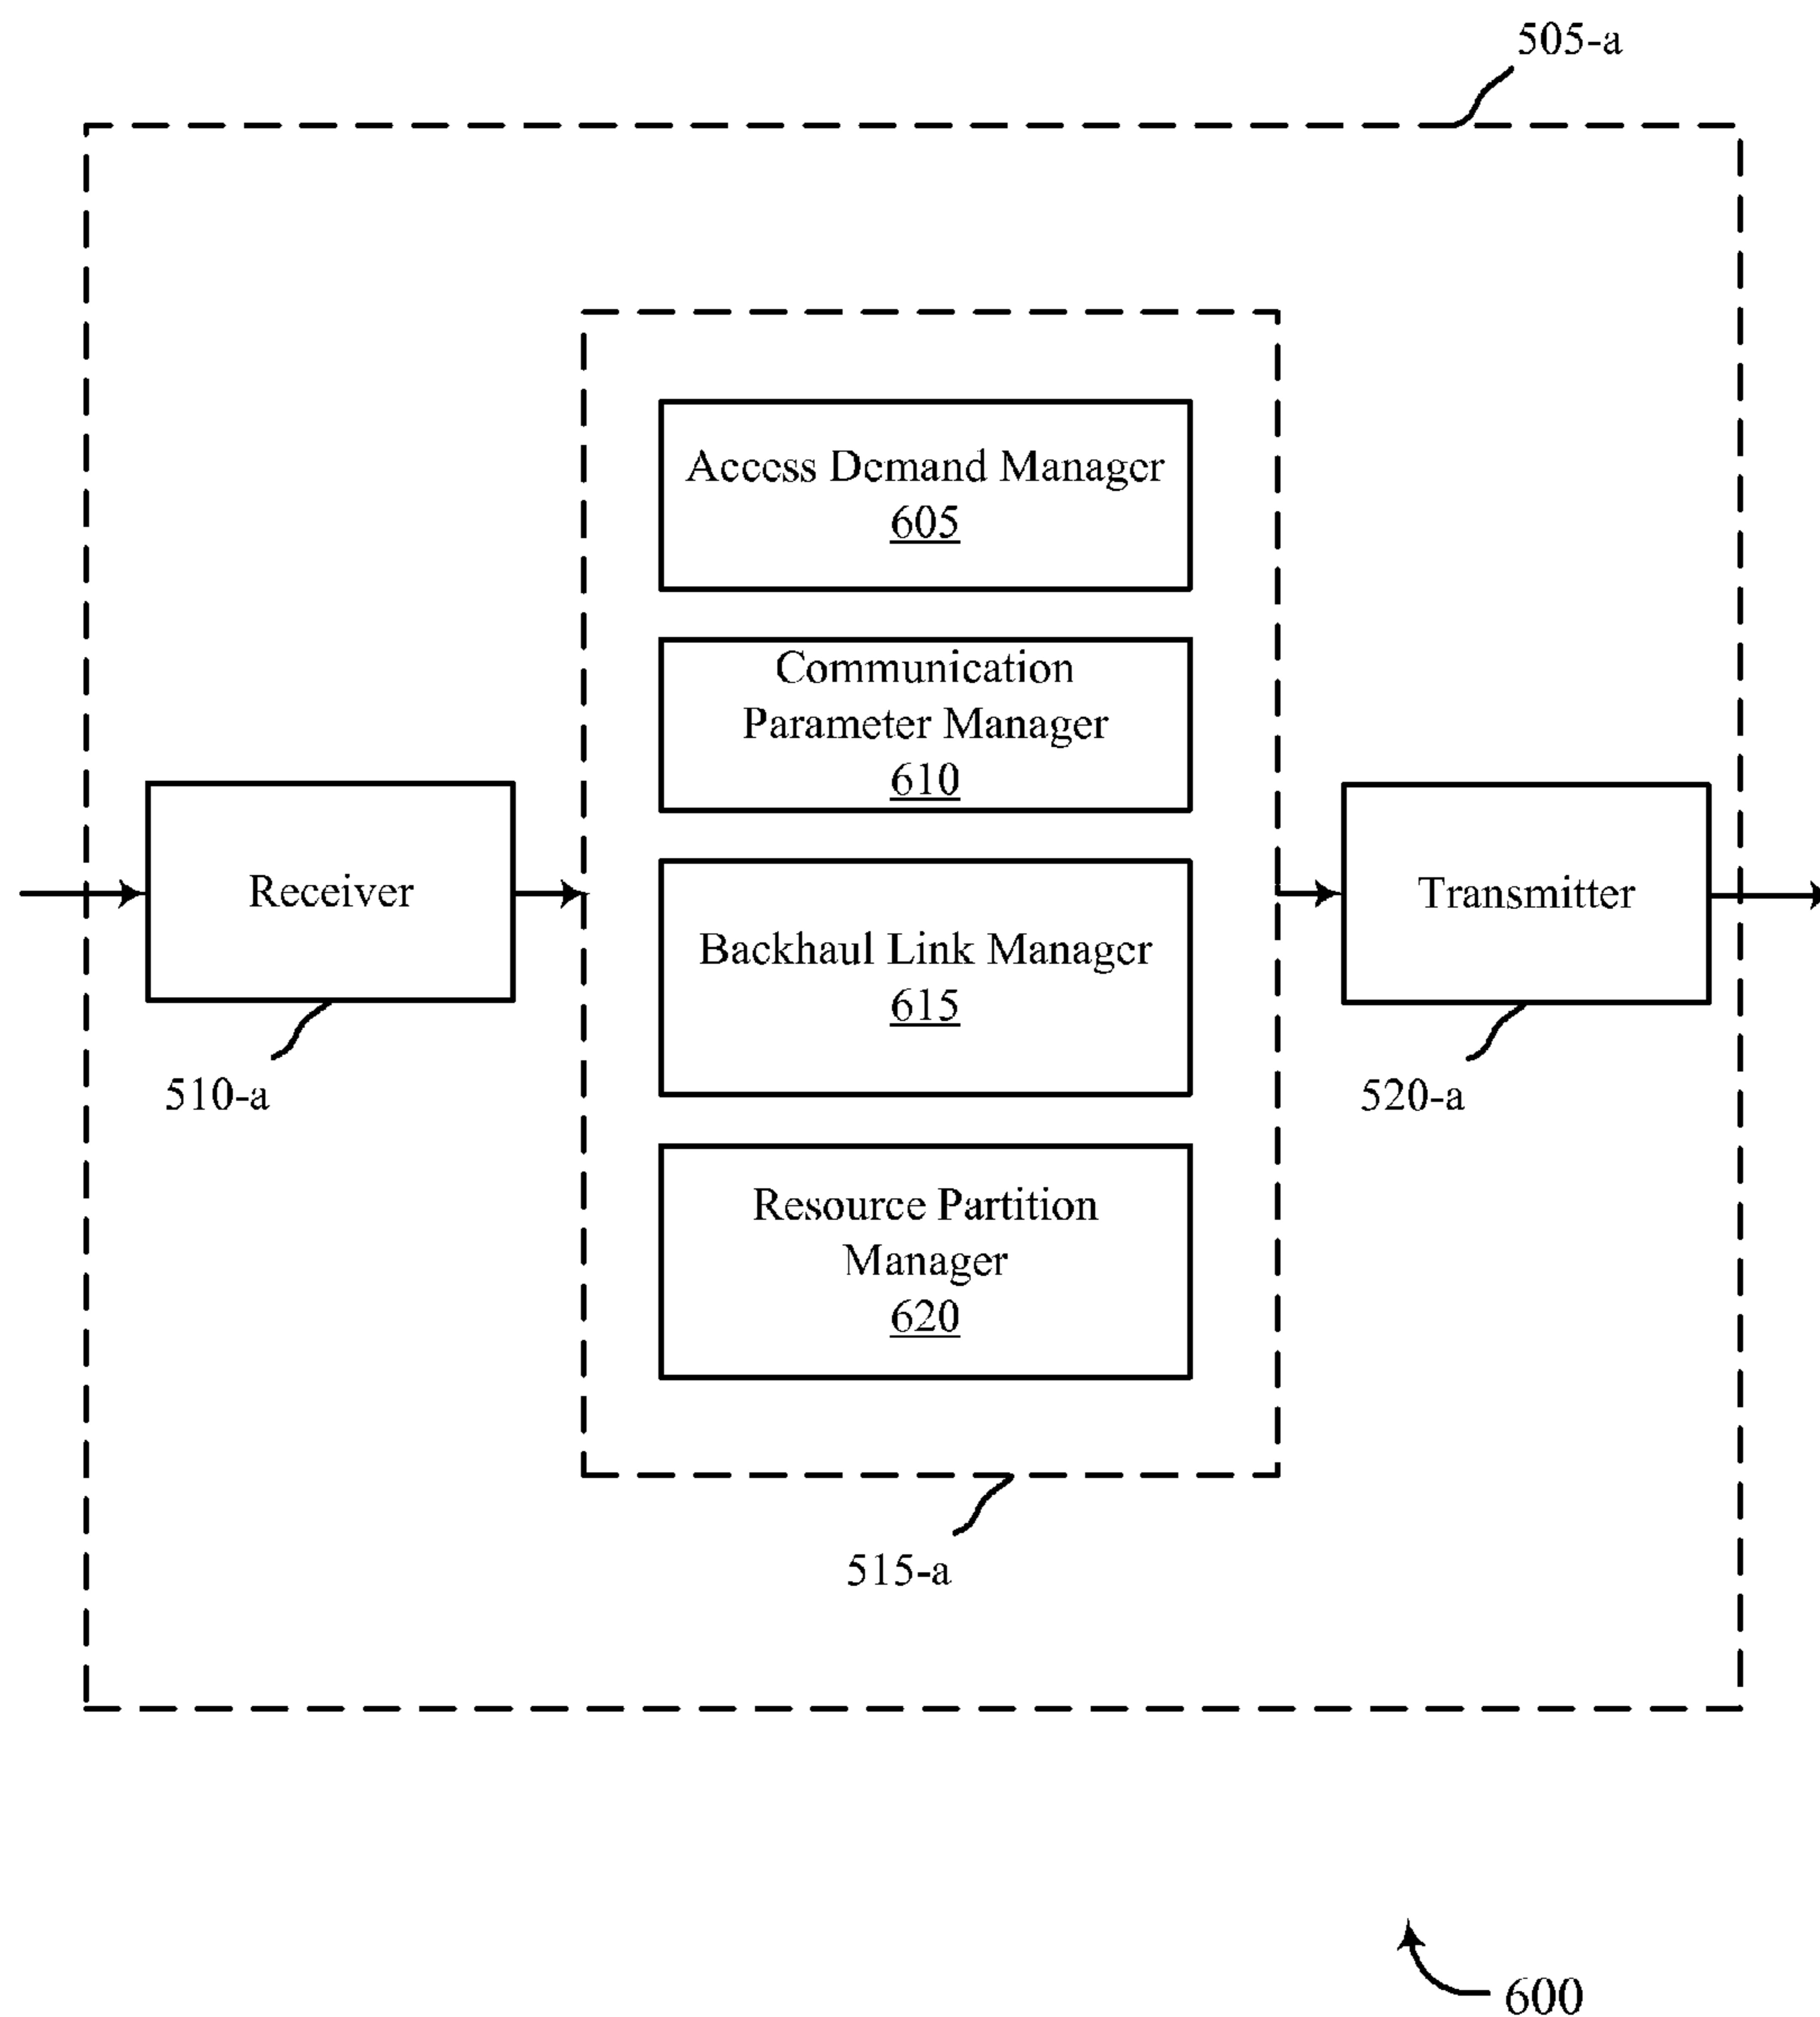 505-a
Access Demand Manager
605
Communication
Parameter Manager
610
Receiver
Transmitter
Backhaul Link Manager
615
510-a
520-a
Resource Partition
Manager
620
515-a
600